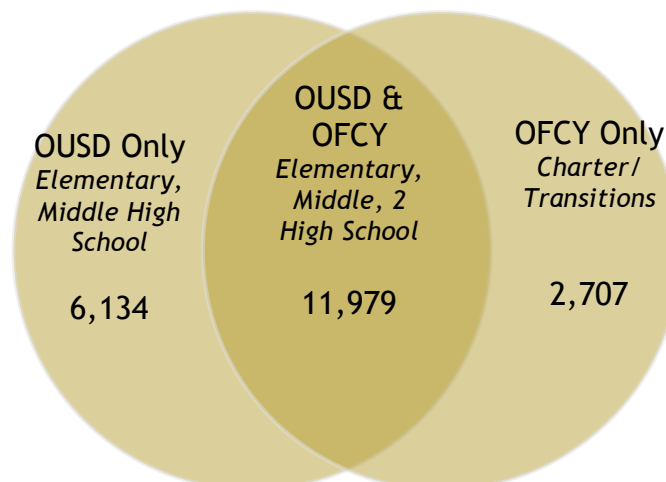 OUSD Only
Elementary,
Middle High
School
6,134
OUSD &
OFCY
Elementary,
Middle, 2
High School
11,979
OFCY Only
Charter/
Transitions
2,707